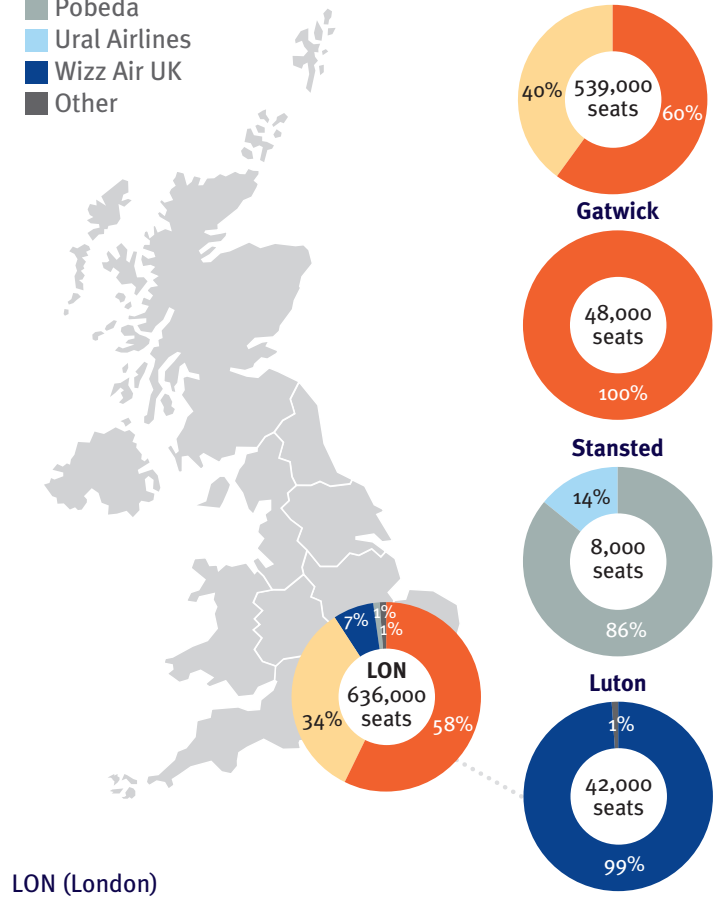 Pobeda
Ural Airlines
Wizz Air UK
Other
40%
539,000
seats
60%
Gatwick
48,000
seats
100%
Stansted
14%
8,000
seats
86%
Luton
1%
42,000
seats
99%
7%
1%
1%
LON
636,000
seats
34%
58%
LON (London)